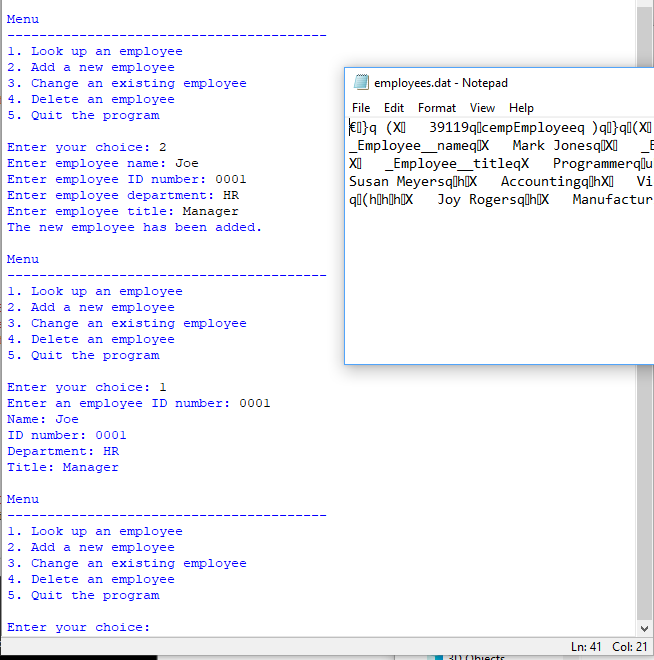 Menu
----------------------------------------
1. Look up an employee
2. Add a new employee
3. Change an existing employee
4. Delete an employee
5. Quit the program
Enter your choice: 2
Enter employee name: Joe
Enter employee ID number: 0001
Enter employee department: HR
Enter employee title: Manager
The new employee has been added.
Menu
----------------------------------------
1. Look up an employee
2. Add a new employee
3. Change an existing employee
4. Delete an employee
5. Quit the program
Enter your choice: 1
Enter an employee ID number: 0001
Name: Joe
ID number: 0001
Department: HR
Title: Manager
Menu
----------------------------------------
1. Look up an employee
2. Add a new employee
3. Change an existing employee
4. Delete an employee
5. Quit the program
Enter your choice:
employees.dat - Notepad
File Edit Format View Help
€▯}q (X▯   39119q▯cempEmployeeq )q▯}q▯(X▯
_Employee__nameq▯X   Mark Jonesq▯X▯   _E
X▯   _Employee__titleqX   Programmerq▯u
Susan Meyersq▯h▯X   Accountingq▯hX▯   Vi
q▯(h▯h▯h▯X   Joy Rogersq▯h▯X   Manufactur
Ln: 41 Col: 21
3D Objects